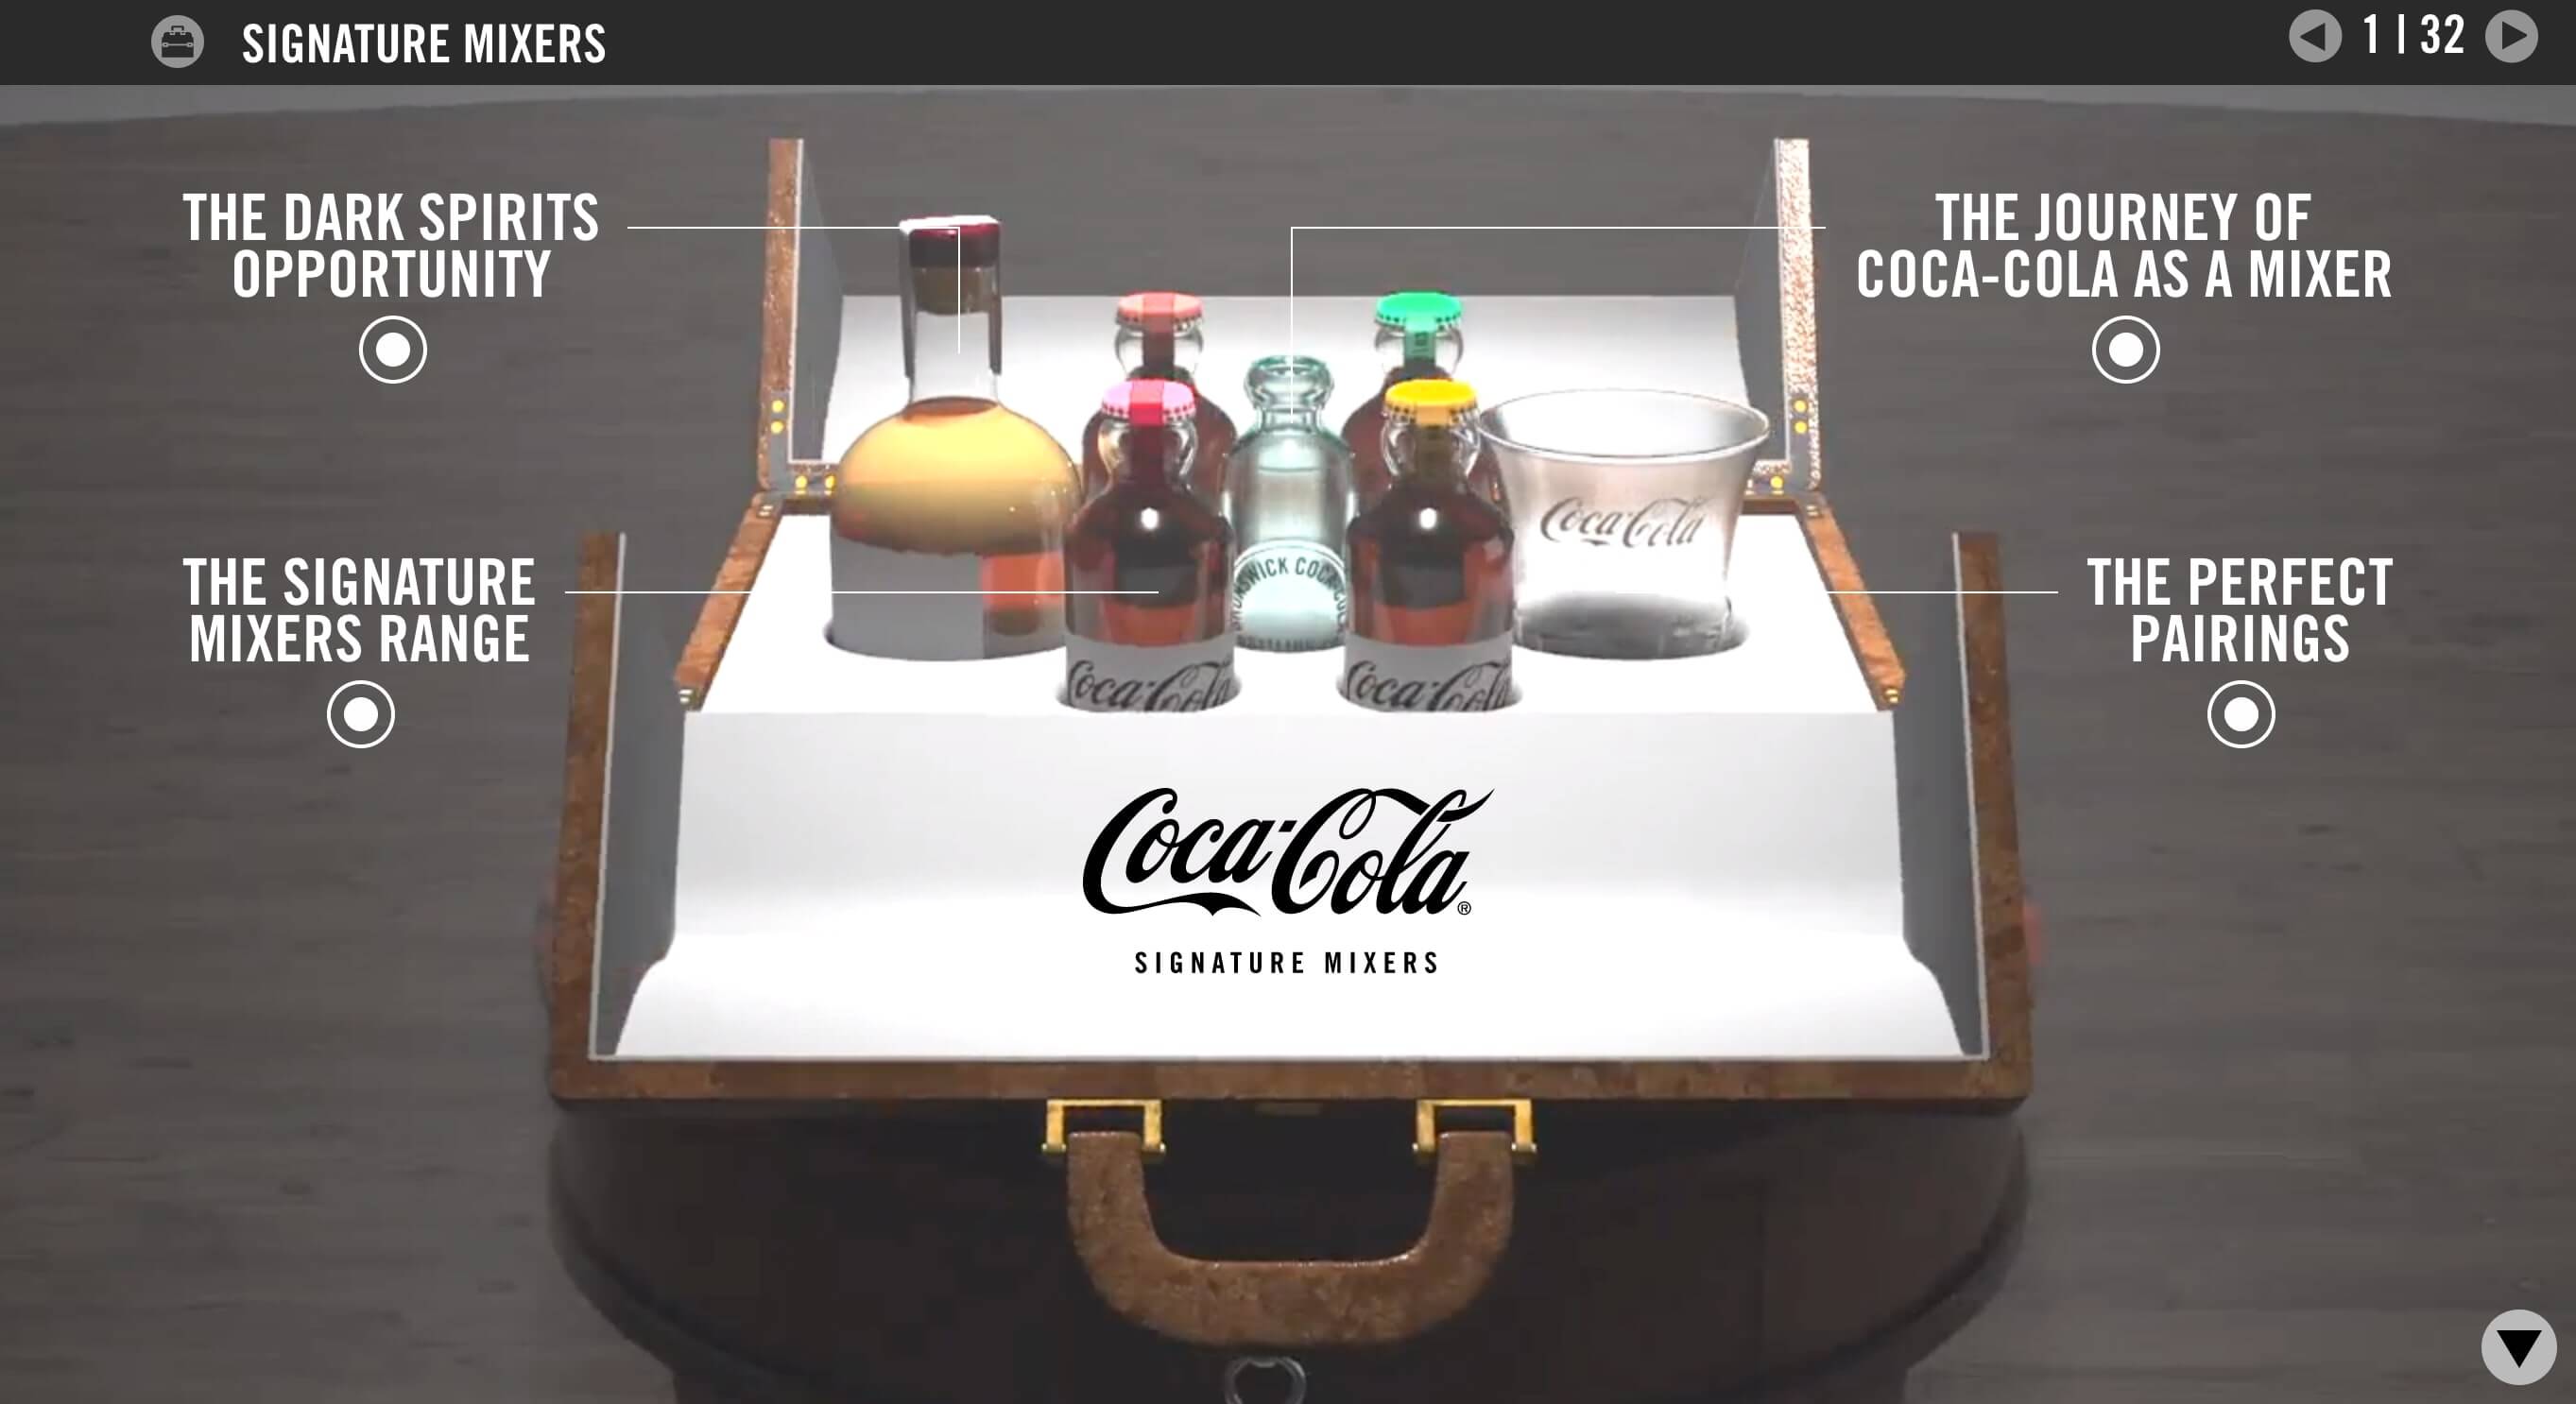 SIGNATURE MIXERS
1 | 32
THE DARK SPIRITS
OPPORTUNITY
THE JOURNEY OF
COCA-COLA AS A MIXER
Coca-Cola
THE SIGNATURE
MIXERS RANGE
THE PERFECT
PAIRINGS
Coca-Cola
Coca-Cola
Coca-Cola®
SIGNATURE MIXERS